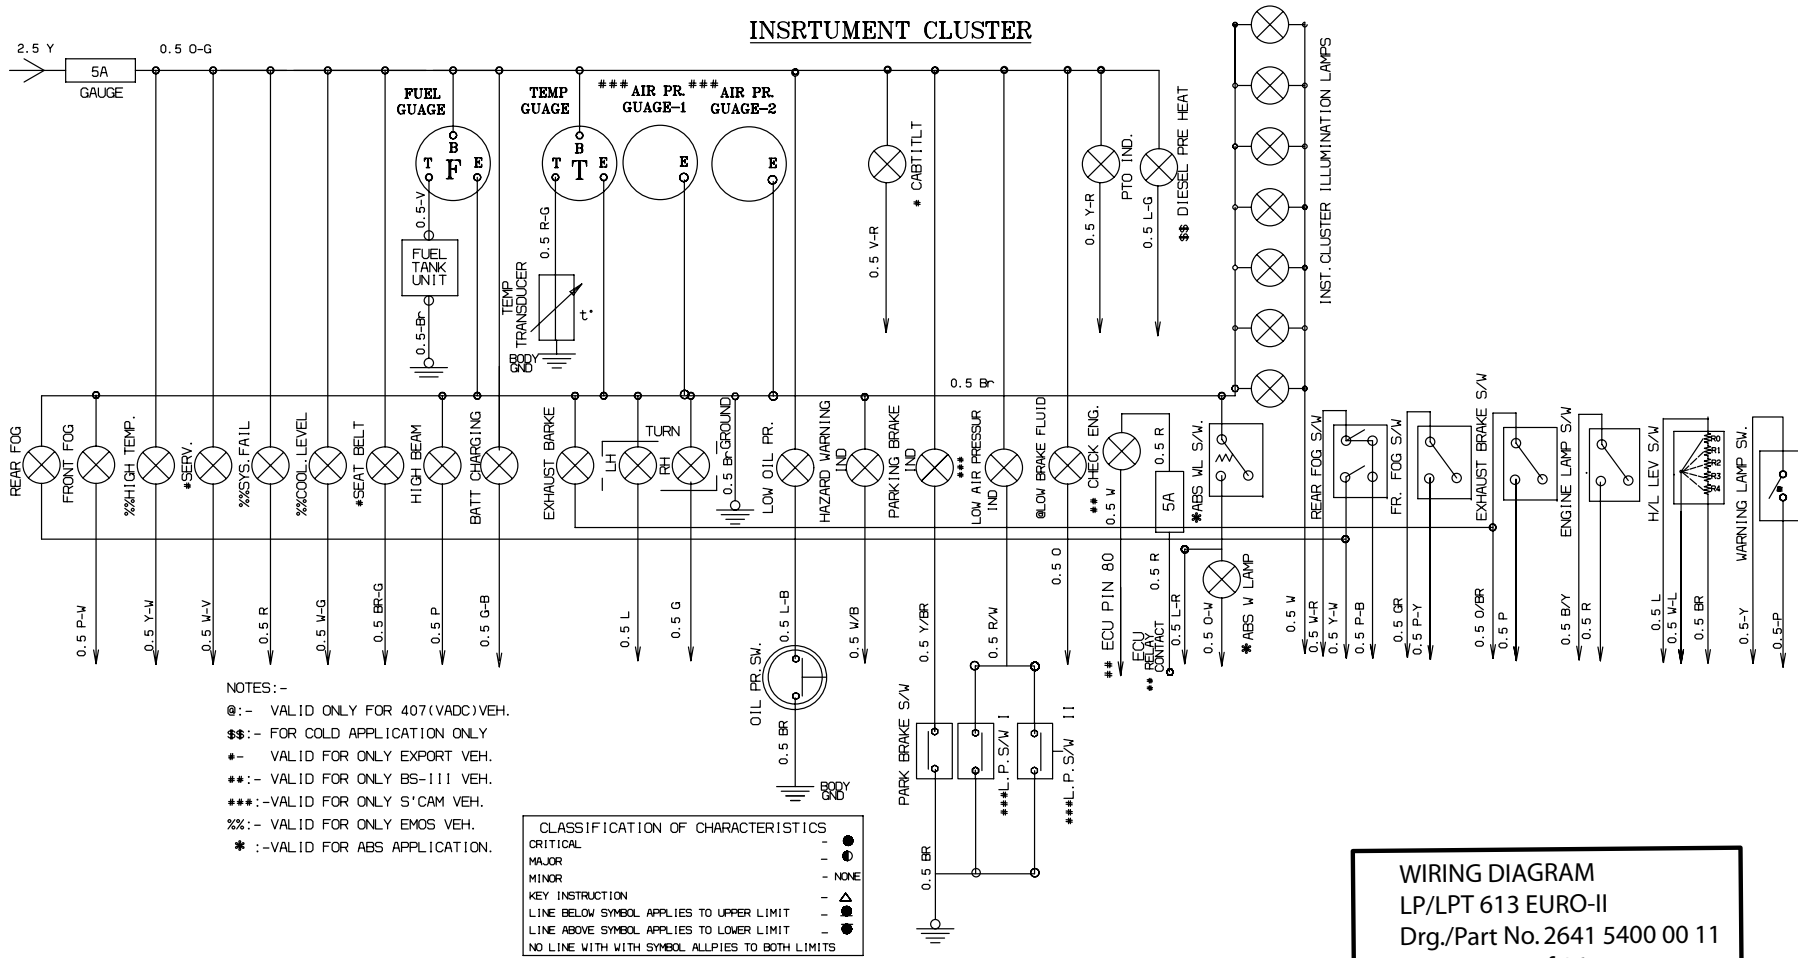 INSRTUMENT CLUSTER
2.5 Y
0.5 O-G
5A
GAUGE
FUEL
GUAGE
TEMP
GUAGE
### AIR PR.
GUAGE-1
### AIR PR.
GUAGE-2
B
T F E
B
T T E
E
E
0.5-V
FUEL
TANK
UNIT
0.5-Br
0.5 R-G
TEMP
TRANSDUCER
t°
BODY
GND
# CABTITLT
0.5 V-R
PTO IND.
0.5 Y-R
$$ DIESEL PRE HEAT
0.5 L-G
INST.CLUSTER ILLUMINATION LAMPS
0.5 Br
REAR FOG
FRONT FOG
%%HIGH TEMP.
#SERV.
%%SYS.FAIL
%%COOL.LEVEL
#SEAT BELT
HIGH BEAM
BATT CHARGING
EXHAUST BARKE
TURN
LH
RH
0.5 BrGROUND
LOW OIL PR.
HAZARD WARNING
IND
PARKING BRAKE
IND
LOW AIR PRESSUR
IND
###
@LOW BRAKE FLUID
## CHECK ENG.
0.5 R
0.5 W
5A
*ABS WL S/W.
REAR FOG S/W
FR. FOG S/W
EXHAUST BRAKE S/W
ENGINE LAMP S/W
H/L LEV S/W
R0
R1
R2
R3
R4
WARNING LAMP SW.
0.5 P-W
0.5 Y-W
0.5 W-V
0.5 R
0.5 W-G
0.5 BR-G
0.5 P
0.5 G-B
0.5 L
0.5 G
0.5 L-B
0.5 W/B
0.5 Y/BR
0.5 R/W
0.5 O
## ECU PIN 80
0.5 R
ECU
RELAY
CONTACT
##
0.5 L-R
0.5 O-W
*ABS W LAMP
0.5 W
0.5 W-R
0.5 Y-W
0.5 P-B
0.5 GR
0.5 P-Y
0.5 O/BR
0.5 P
0.5 B/Y
0.5 R
0.5 L
0.5 W-L
0.5 BR
0.5-Y
0.5-P
OIL PR.SW.
0.5 BR
BODY
GND
PARK BRAKE S/W
###L.P.S/W I
###L.P.S/W II
0.5 BR
NOTES:-
@:- VALID ONLY FOR 407(VADC)VEH.
$$:- FOR COLD APPLICATION ONLY
#- VALID FOR ONLY EXPORT VEH.
##:- VALID FOR ONLY BS-III VEH.
###:-VALID FOR ONLY S'CAM VEH.
%%:- VALID FOR ONLY EMOS VEH.
* :-VALID FOR ABS APPLICATION.
CLASSIFICATION OF CHARACTERISTICS
CRITICAL -
MAJOR -
MINOR - NONE
KEY INSTRUCTION -
LINE BELOW SYMBOL APPLIES TO UPPER LIMIT -
LINE ABOVE SYMBOL APPLIES TO LOWER LIMIT -
NO LINE WITH WITH SYMBOL ALLPIES TO BOTH LIMITS
WIRING DIAGRAM
LP/LPT 613 EURO-II
Drg./Part No. 2641 5400 00 11